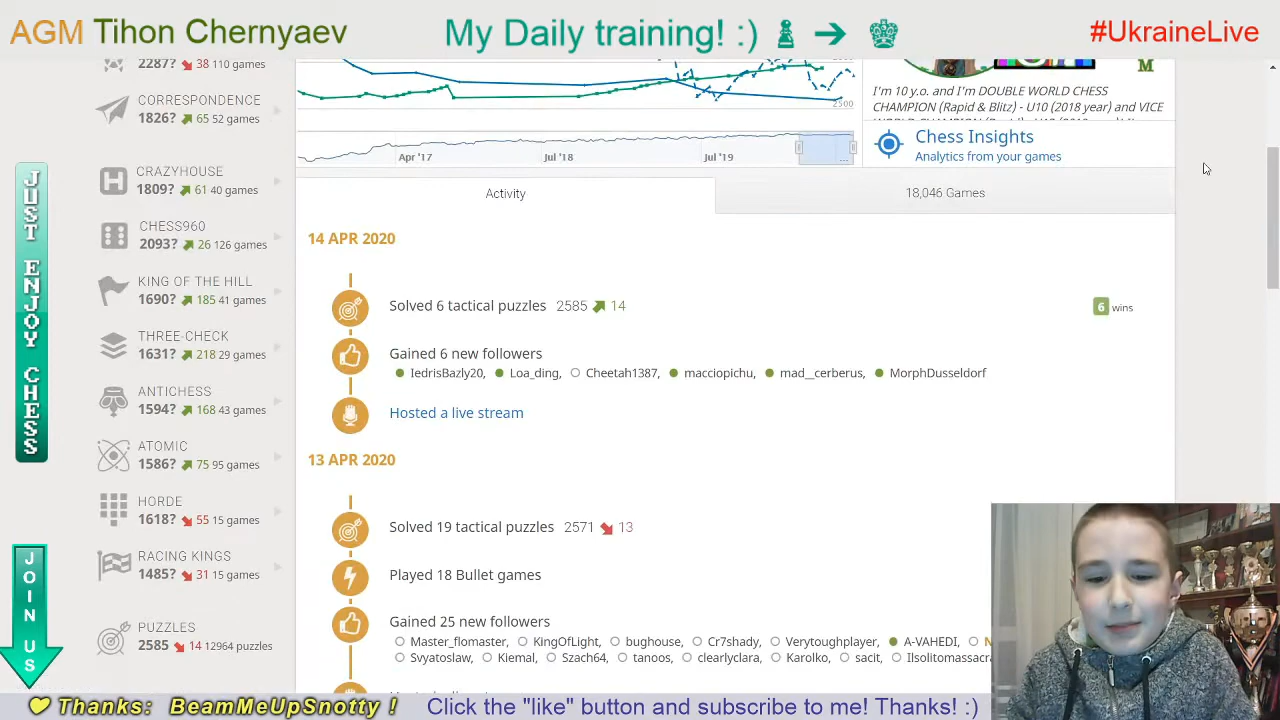 AGM Tihon Chernyaev
My Daily training! :)
#UkraineLive
2287? 38 110 games
CORRESPONDENCE
1826? 65 52 games
CRAZYHOUSE
1809? 61 40 games
CHESS960
2093? 26 126 games
KING OF THE HILL
1690? 185 41 games
THREE-CHECK
1631? 218 29 games
ANTICHESS
1594? 168 43 games
ATOMIC
1586? 75 95 games
HORDE
1618? 55 15 games
RACING KINGS
1485? 31 15 games
PUZZLES
2585 14 12964 puzzles
JUST ENJOY CHESS
JOIN US
2500
Apr '17
Jul '18
Jul '19
...
M
I'm 10 y.o. and I'm DOUBLE WORLD CHESS
CHAMPION (Rapid & Blitz) - U10 (2018 year) and VICE
Chess Insights
Analytics from your games
Activity
18,046 Games
14 APR 2020
Solved 6 tactical puzzles 2585 14
6 wins
Gained 6 new followers
IedrisBazly20, Loa_ding, Cheetah1387, macciopichu, mad__cerberus, MorphDusseldorf
Hosted a live stream
13 APR 2020
Solved 19 tactical puzzles 2571 13
Played 18 Bullet games
Gained 25 new followers
Master_flomaster, KingOfLight, bughouse, Cr7shady, Verytoughplayer, A-VAHEDI,
Svyatoslaw, Kiemal, Szach64, tanoos, clearlyclara, Karolko, sacit,
Thanks: BeamMeUpSnotty !
Click the "like" button and subscribe to me! Thanks! :)